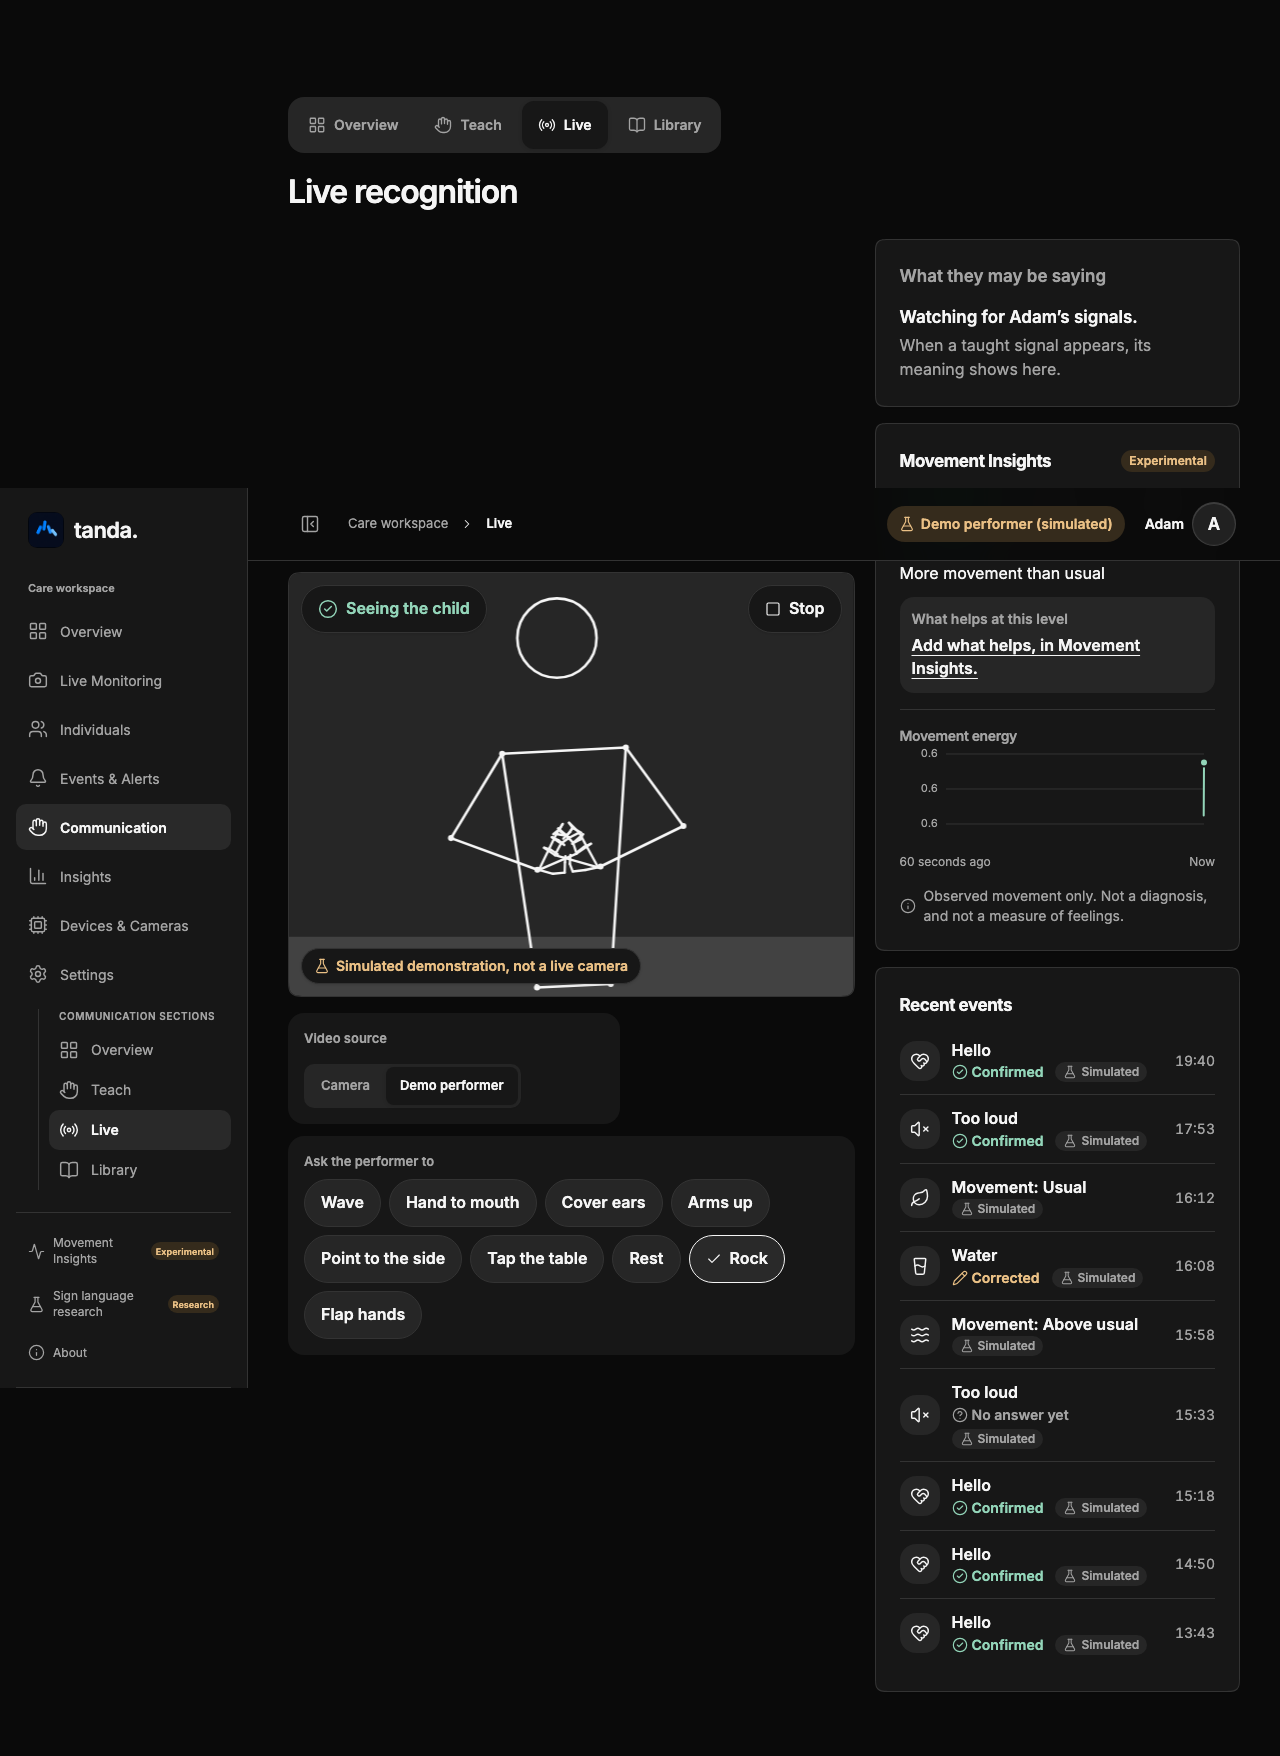 Overview
Teach
Live
Library
Live recognition
What they may be saying
Watching for Adam’s signals.
When a taught signal appears, its
meaning shows here.
Movement Insights
Experimental
tanda.
Care workspace
Overview
Live Monitoring
Individuals
Events & Alerts
Communication
Insights
Devices & Cameras
Settings
COMMUNICATION SECTIONS
Overview
Teach
Live
Library
Movement
Insights
Experimental
Sign language
research
Research
About
Care workspace
Live
Demo performer (simulated)
Adam
A
Seeing the child
Stop
Simulated demonstration, not a live camera
Video source
Camera
Demo performer
Ask the performer to
Wave
Hand to mouth
Cover ears
Arms up
Point to the side
Tap the table
Rest
Rock
Flap hands
More movement than usual
What helps at this level
Add what helps, in Movement
Insights.
Movement energy
0.6
0.6
0.6
60 seconds ago
Now
Observed movement only. Not a diagnosis,
and not a measure of feelings.
Recent events
Hello
Confirmed
Simulated
19:40
Too loud
Confirmed
Simulated
17:53
Movement: Usual
Simulated
16:12
Water
Corrected
Simulated
16:08
Movement: Above usual
Simulated
15:58
Too loud
No answer yet
Simulated
15:33
Hello
Confirmed
Simulated
15:18
Hello
Confirmed
Simulated
14:50
Hello
Confirmed
Simulated
13:43